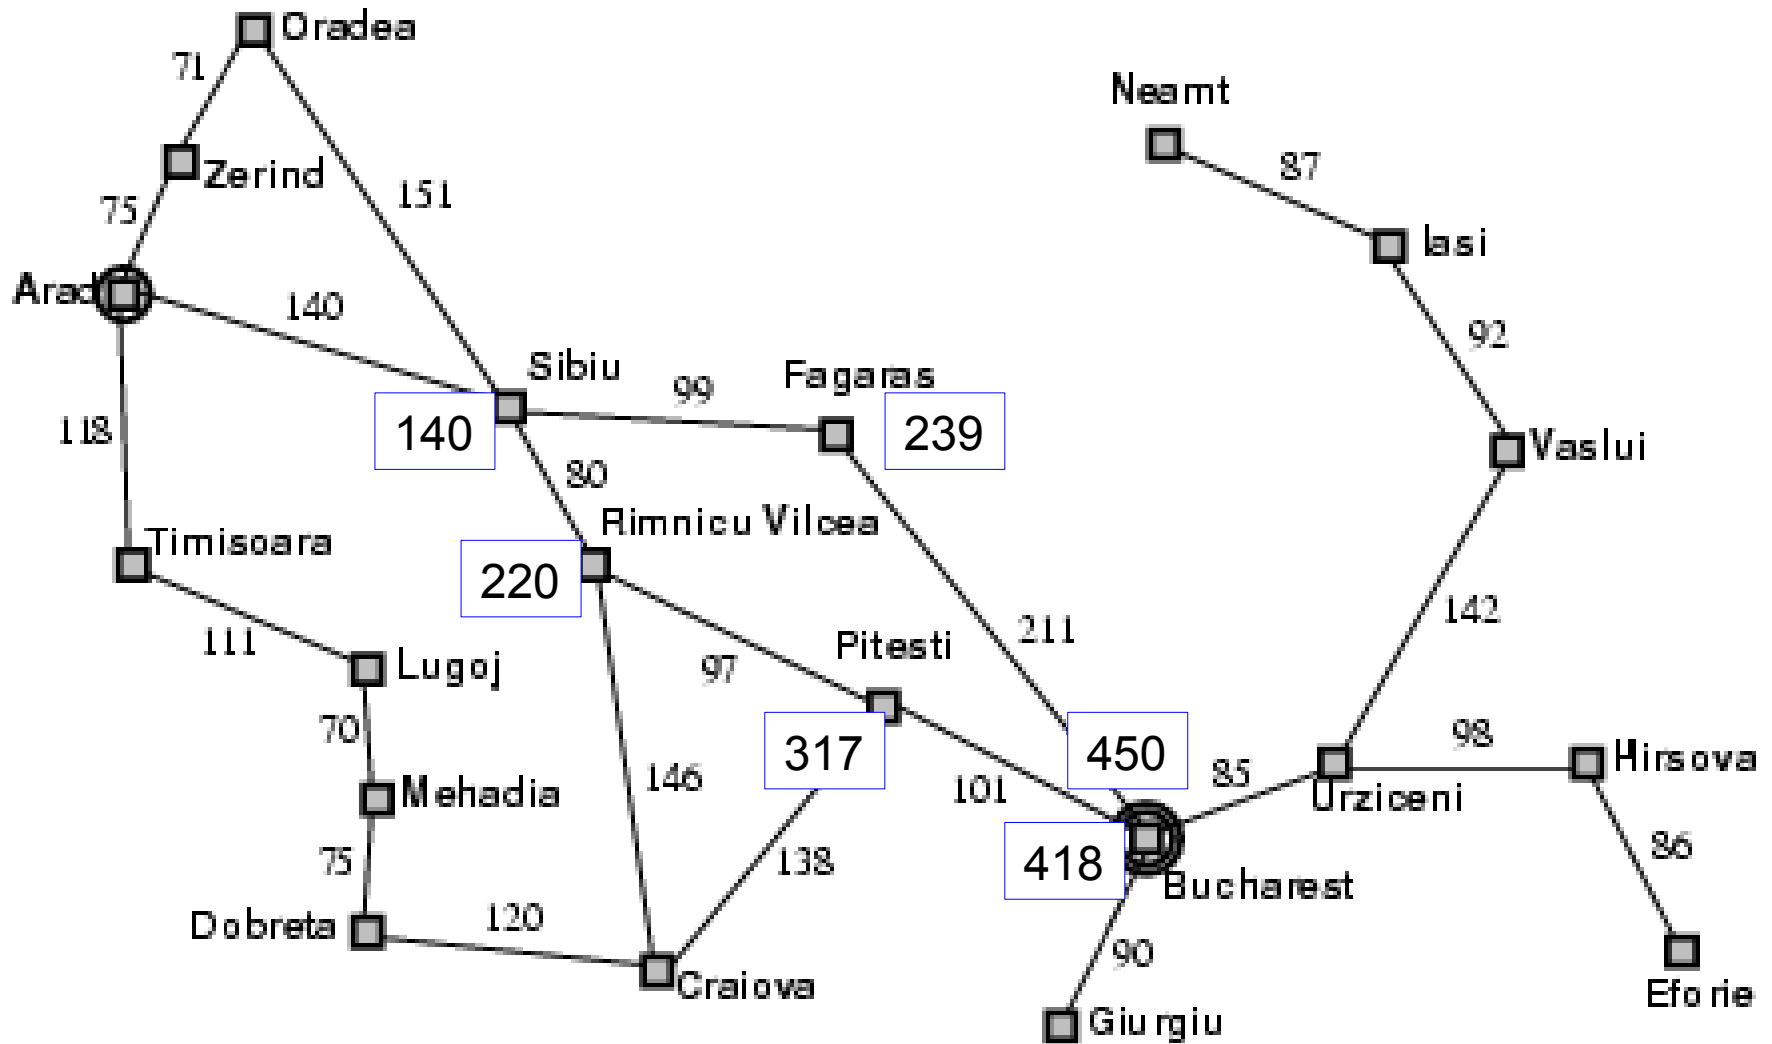 Oradea
71
Neamt
87
Zerind
151
75
Iasi
Arad
140
92
Sibiu
99
Fagaras
118
140
239
Vaslui
80
Rimnicu Vilcea
Timisoara
220
142
211
111
Pitesti
Lugoj
97
70
317
450
98
Hirsova
85
146
101
Mehadia
Urziceni
138
86
75
418
Bucharest
Dobreta
120
90
Craiova
Eforie
Giurgiu